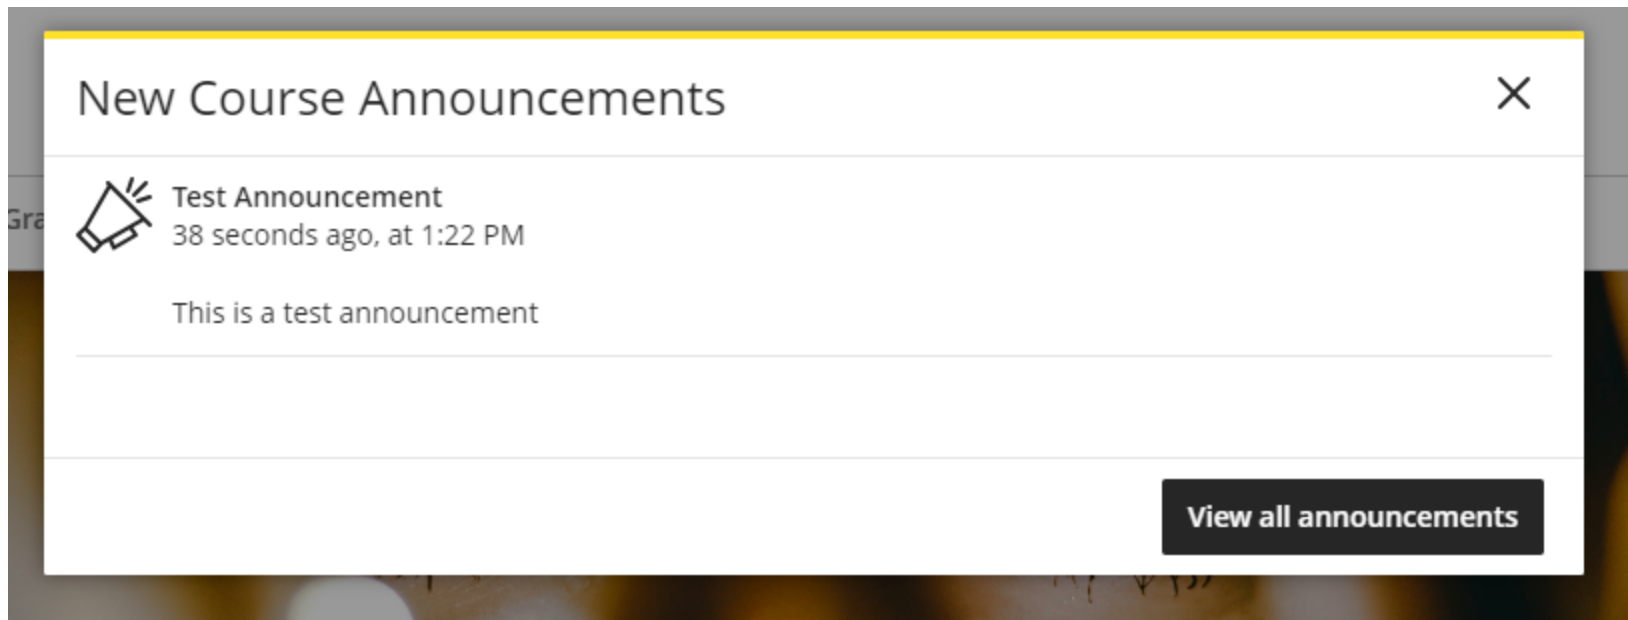 New Course Announcements
Test Announcement
38 seconds ago, at 1:22 PM
This is a test announcement
View all announcements